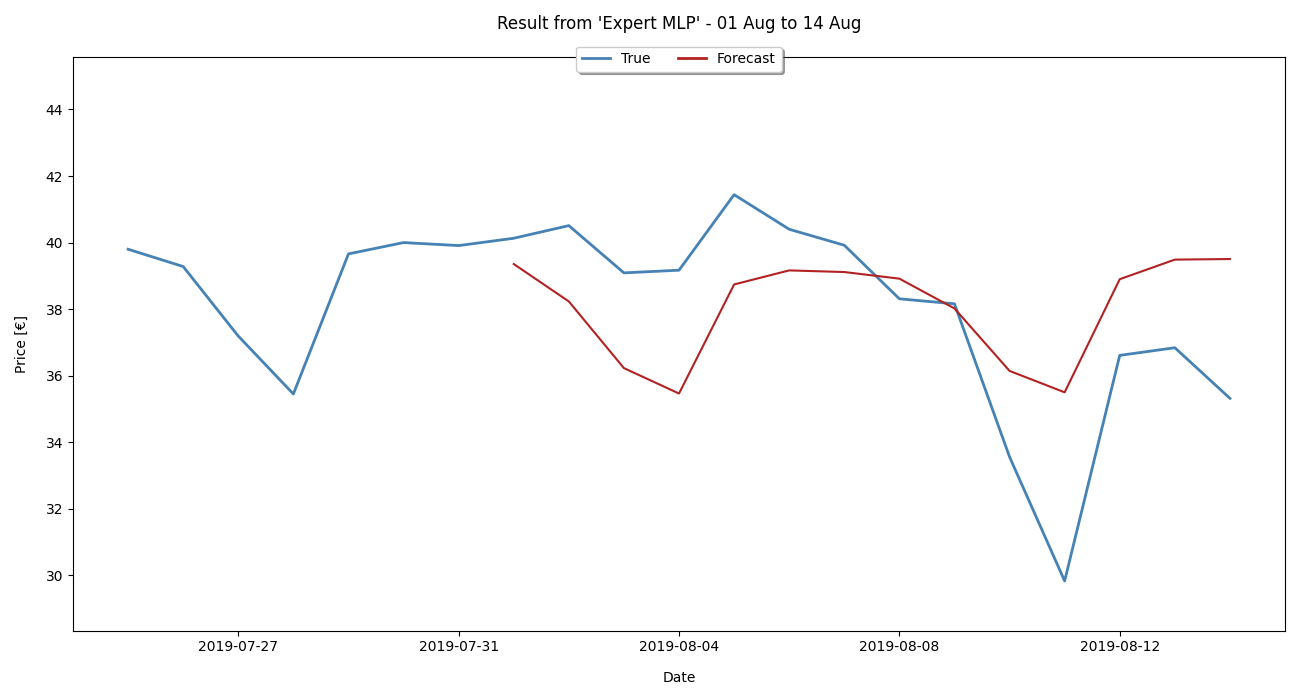 Result from 'Expert MLP' - 01 Aug to 14 Aug
True Forecast
44
42
40
38
36
34
32
30
Price [€]
2019-07-27 2019-07-31 2019-08-04 2019-08-08 2019-08-12
Date